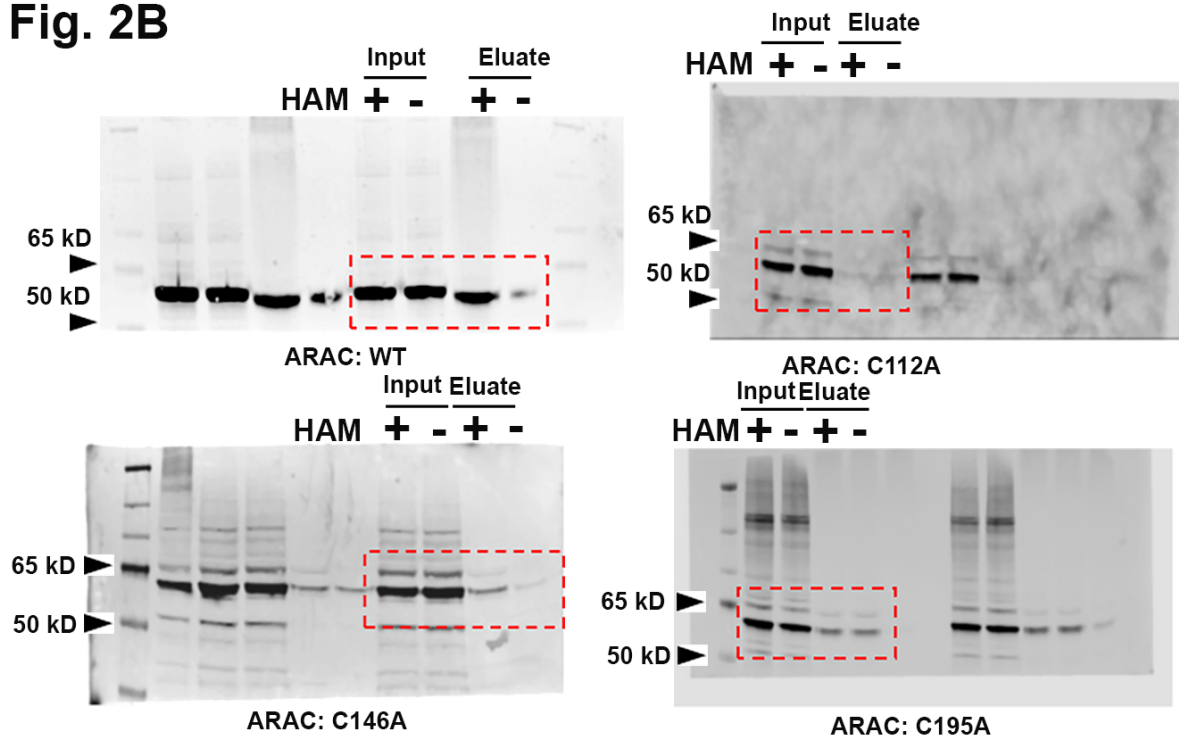 Fig. 2B
Input Eluate
HAM + - + -
65 kD
50 kD
ARAC: WT
Input Eluate
HAM + - + -
65 kD
50 kD
ARAC: C112A
Input Eluate
HAM + - + -
65 kD
50 kD
ARAC: C146A
Input Eluate
HAM + - + -
65 kD
50 kD
ARAC: C195A